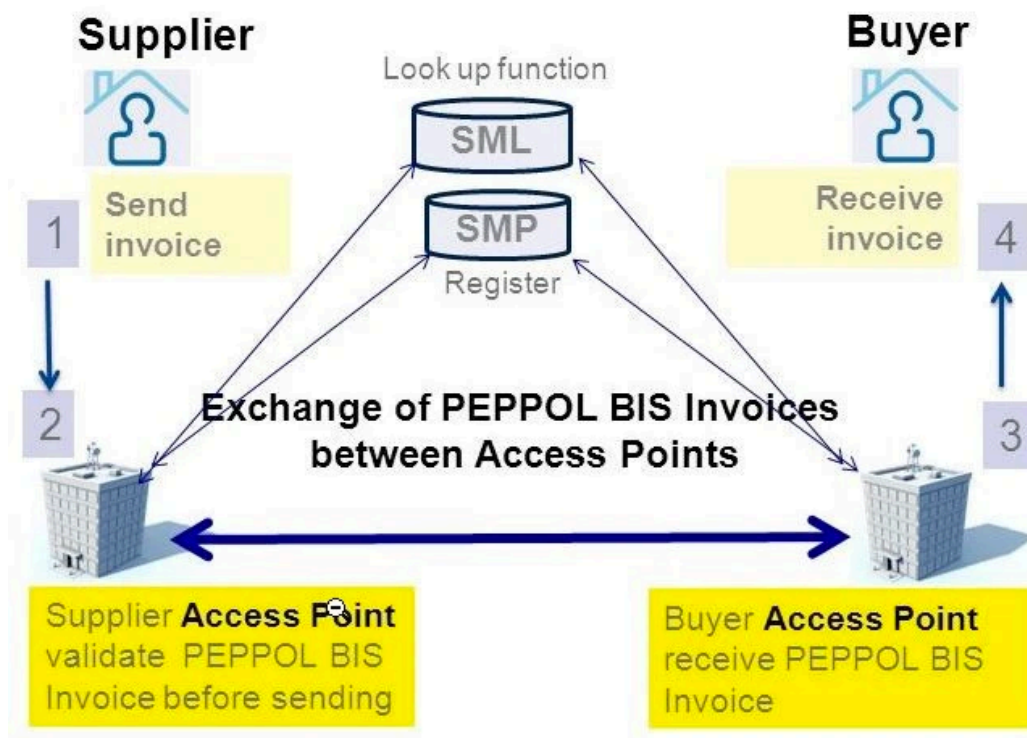 Supplier
Buyer
Look up function
SML
SMP
Register
1
Send
invoice
Receive
invoice
4
2
3
Exchange of PEPPOL BIS Invoices
between Access Points
Supplier Access Point
validate PEPPOL BIS
Invoice before sending
Buyer Access Point
receive PEPPOL BIS
Invoice